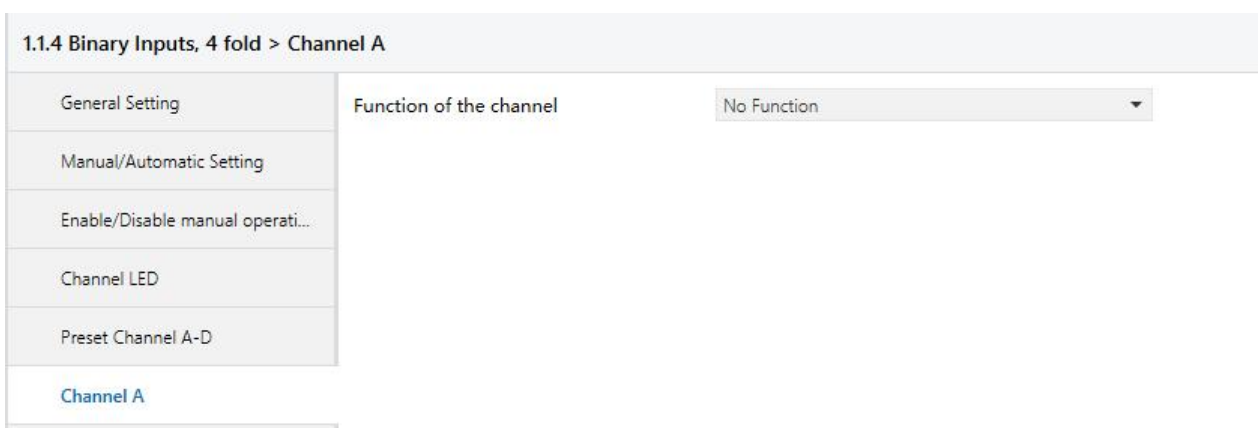 1.1.4 Binary Inputs, 4 fold > Channel A
General Setting
Function of the channel
No Function
Manual/Automatic Setting
Enable/Disable manual operati...
Channel LED
Preset Channel A-D
Channel A